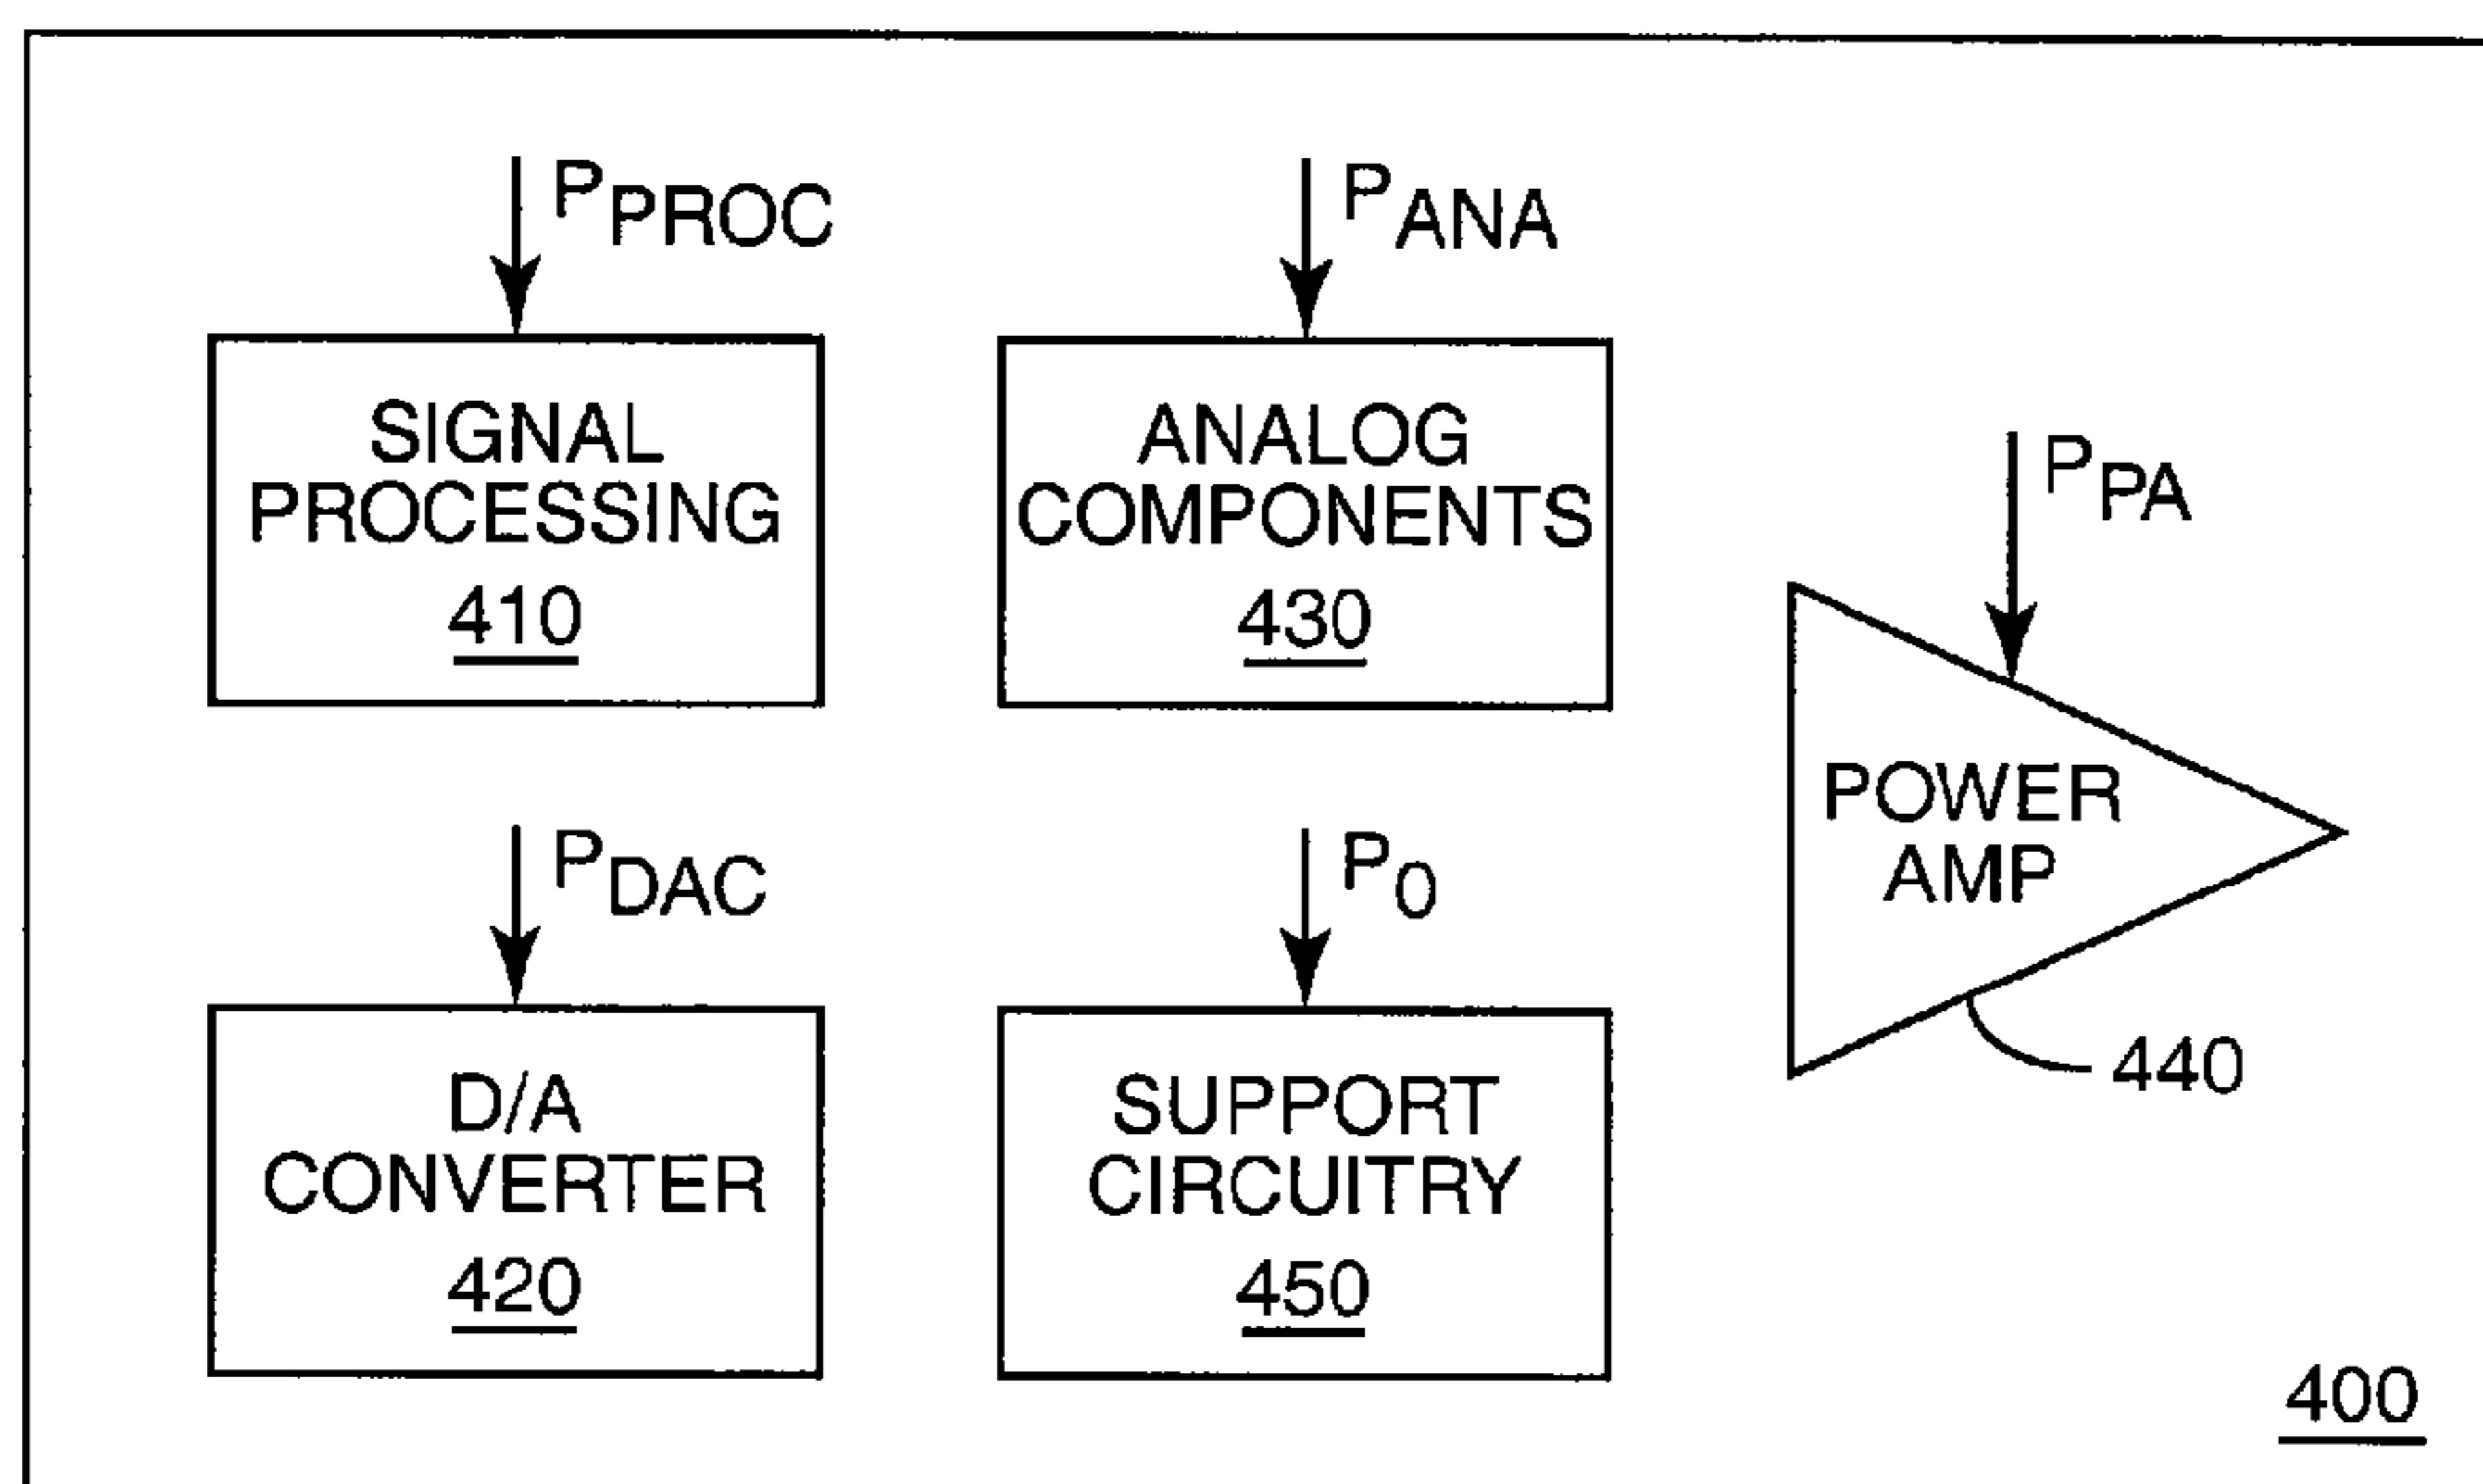 PPROC
SIGNAL
PROCESSING
410
PANA
ANALOG
COMPONENTS
430
PPA
POWER
AMP
440
PDAC
D/A
CONVERTER
420
PO
SUPPORT
CIRCUITRY
450
400